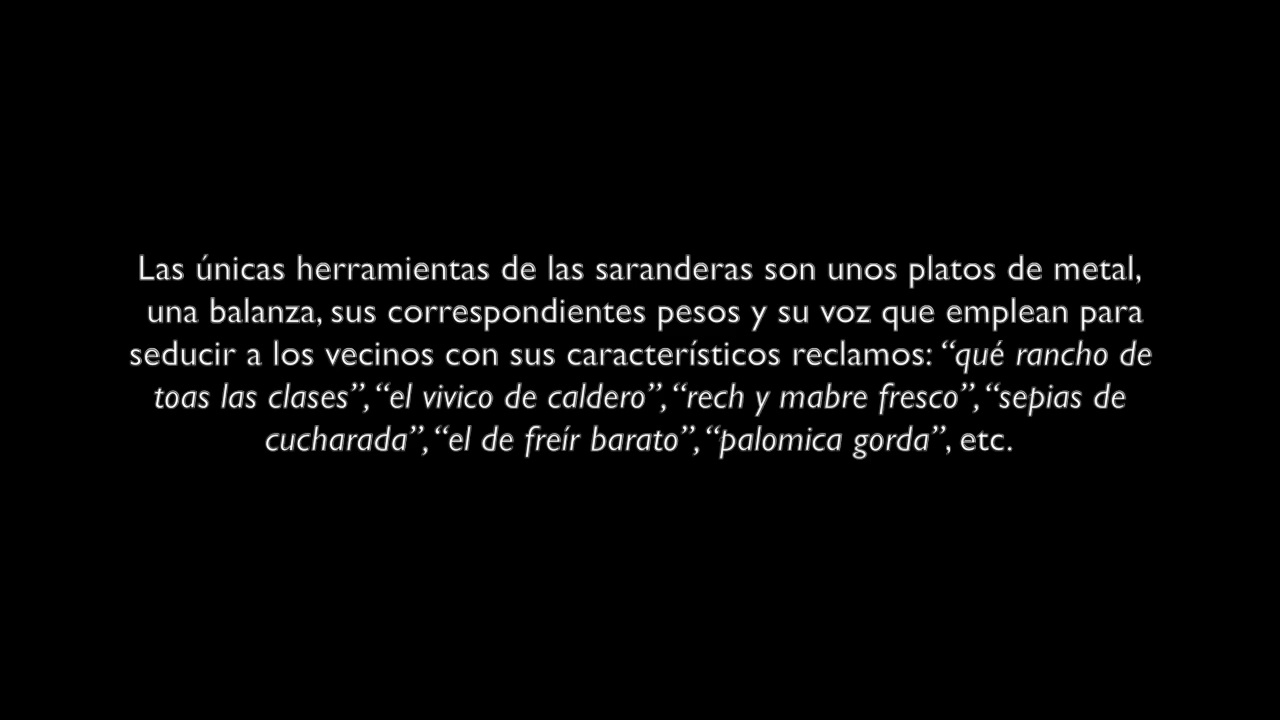 Las únicas herramientas de las saranderas son unos platos de metal,
una balanza, sus correspondientes pesos y su voz que emplean para
seducir a los vecinos con sus característicos reclamos: “qué rancho de
toas las clases”, “el vivico de caldero”, “rech y mabre fresco”, “sepias de
cucharada”, “el de freír barato”, “palomica gorda”, etc.